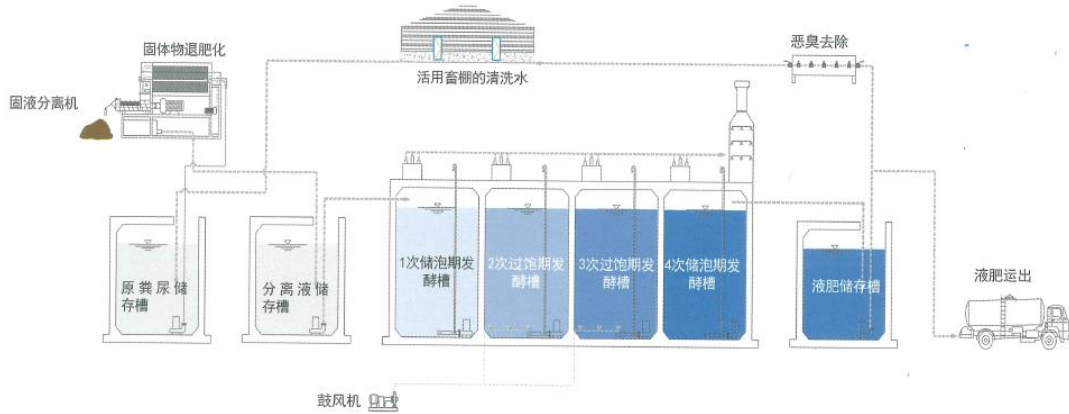 固体物退肥化
固液分离机
活用畜棚的清洗水
恶臭去除
原粪尿储
存槽
分离液储
存槽
1次储泡期发
酵槽
2次过饱期发
酵槽
3次过饱期发
酵槽
4次储泡期发
酵槽
液肥储存槽
液肥运出
鼓风机